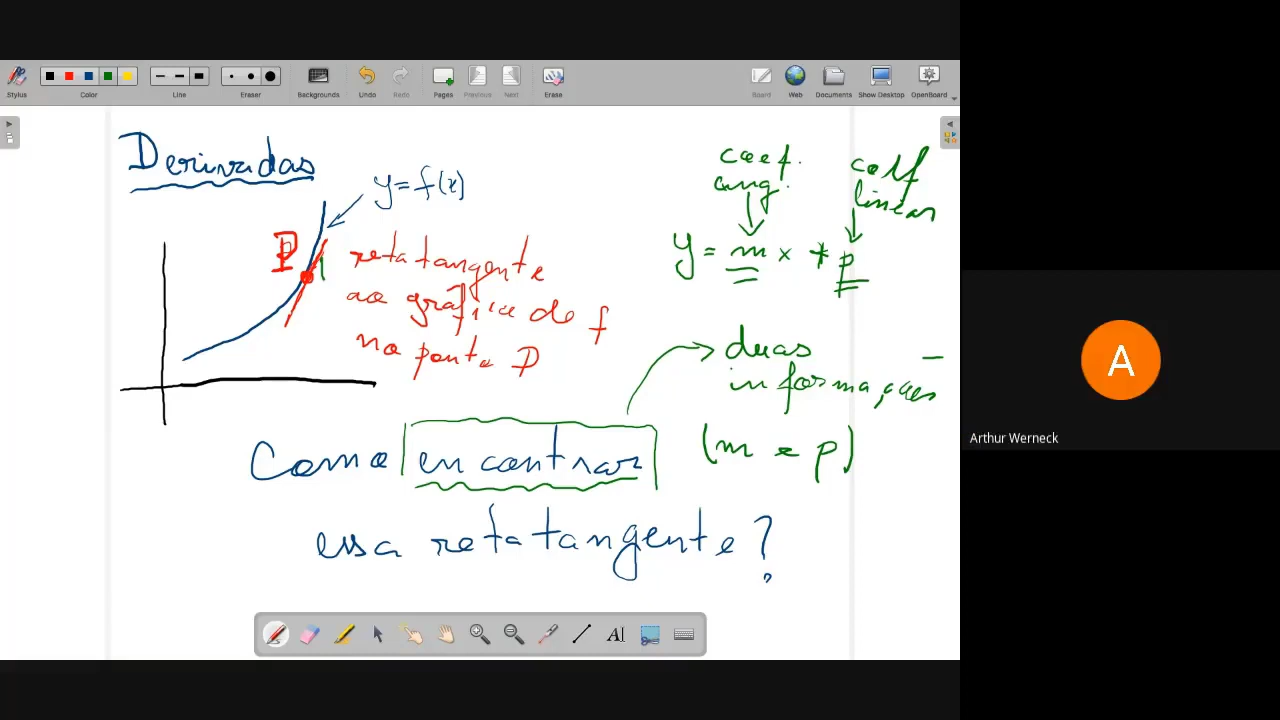 Stylus
Color
Line
Eraser
Backgrounds
Undo
Redo
Pages
Previous
Next
Erase
Board
Web
Documents
Show Desktop
OpenBoard
Derivadas
y = f(x)
P
reta tangente
ao gráfico de f
no ponto P
coef.
ang.
coef
linear
y = m x + p
duas
informações
(m e p)
Como encontrar
essa reta tangente?
A
Arthur Werneck